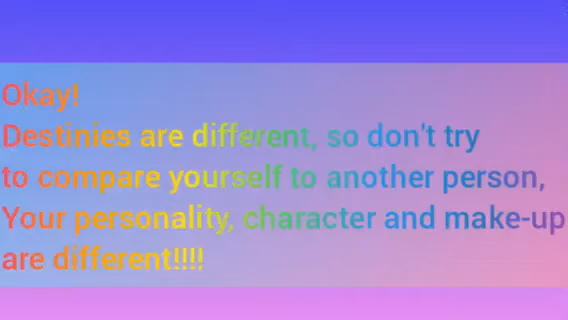 Okay!
Destinies are different, so don't try
to compare yourself to another person,
Your personality, character and make-up
are different!!!!